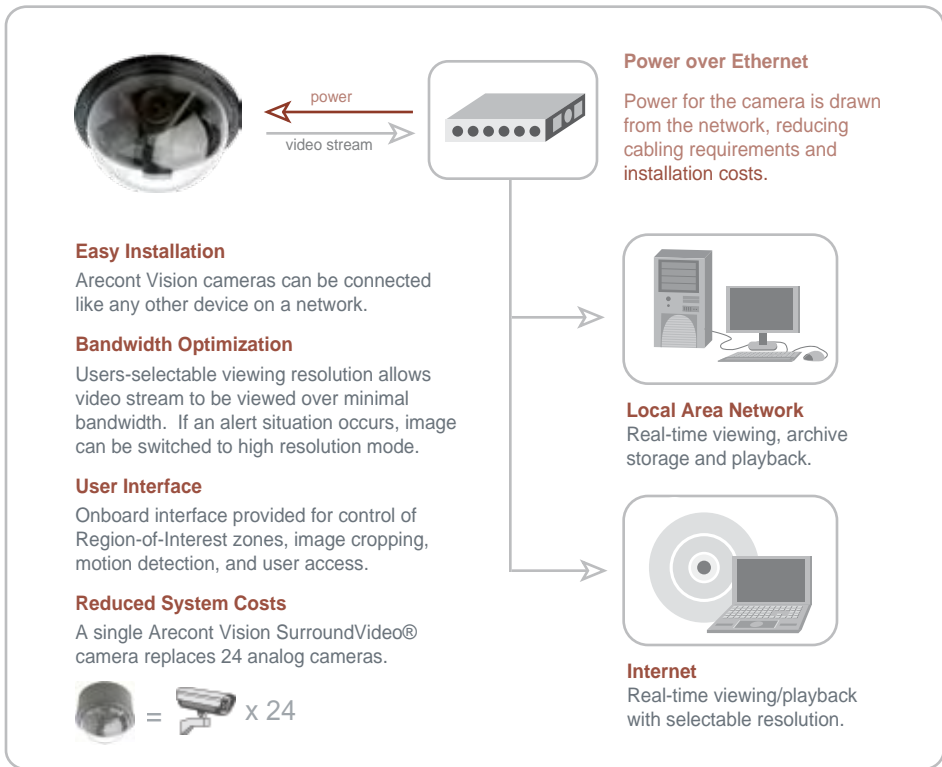 power
video stream
Power over Ethernet
Power for the camera is drawn
from the network, reducing
cabling requirements and
installation costs.
Easy Installation
Arecont Vision cameras can be connected
like any other device on a network.
Bandwidth Optimization
Users-selectable viewing resolution allows
video stream to be viewed over minimal
bandwidth.  If an alert situation occurs, image
can be switched to high resolution mode.
User Interface
Onboard interface provided for control of
Region-of-Interest zones, image cropping,
motion detection, and user access.
Reduced System Costs
A single Arecont Vision SurroundVideo®
camera replaces 24 analog cameras.
= x 24
Local Area Network
Real-time viewing, archive
storage and playback.
Internet
Real-time viewing/playback
with selectable resolution.